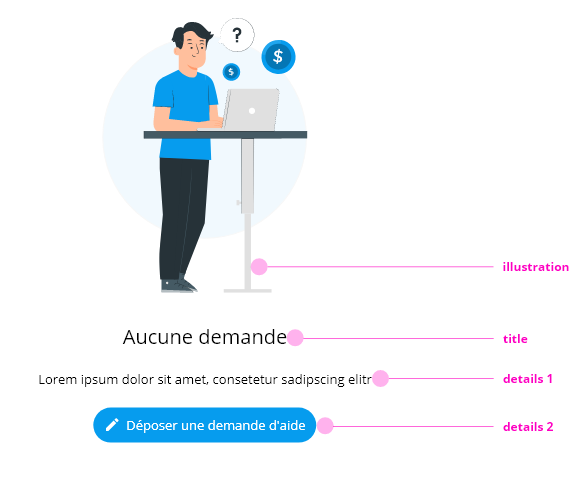 ?
$
$
illustration
Aucune demande
title
Lorem ipsum dolor sit amet, consetetur sadipscing elitr
details 1
Déposer une demande d'aide
details 2